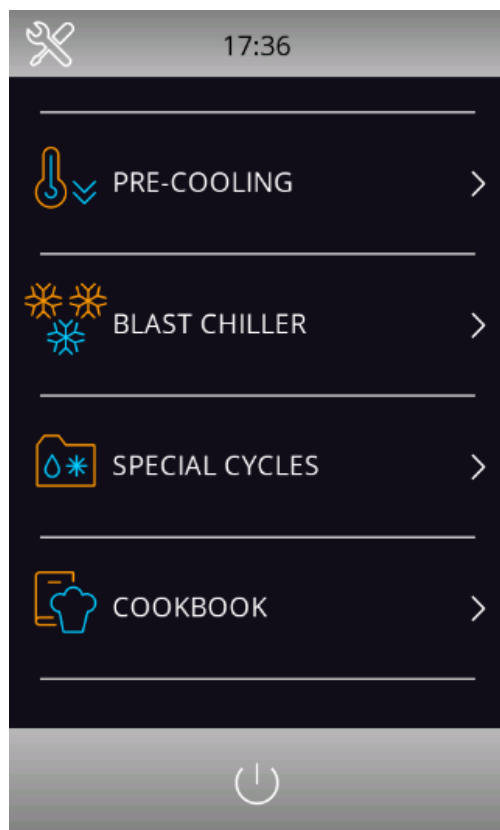 17:36
PRE-COOLING
BLAST CHILLER
SPECIAL CYCLES
COOKBOOK